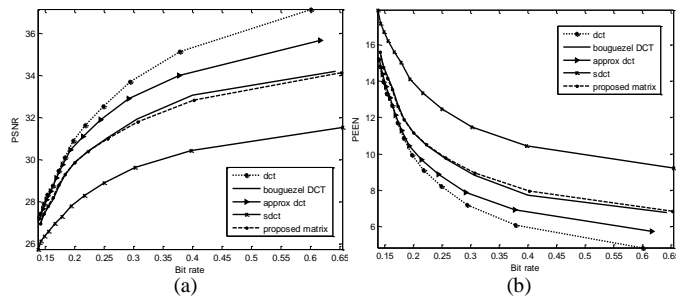 PSNR
36
34
32
30
28
26
dct
bouguezel DCT
approx dct
sdct
proposed matrix
0.15 0.2 0.25 0.3 0.35 0.4 0.45 0.5 0.55 0.6 0.65
Bit rate
(a)
PEEN
18
16
14
12
10
8
6
dct
bouguezel DCT
approx dct
sdct
proposed matrix
0.15 0.2 0.25 0.3 0.35 0.4 0.45 0.5 0.55 0.6 0.65
Bit rate
(b)